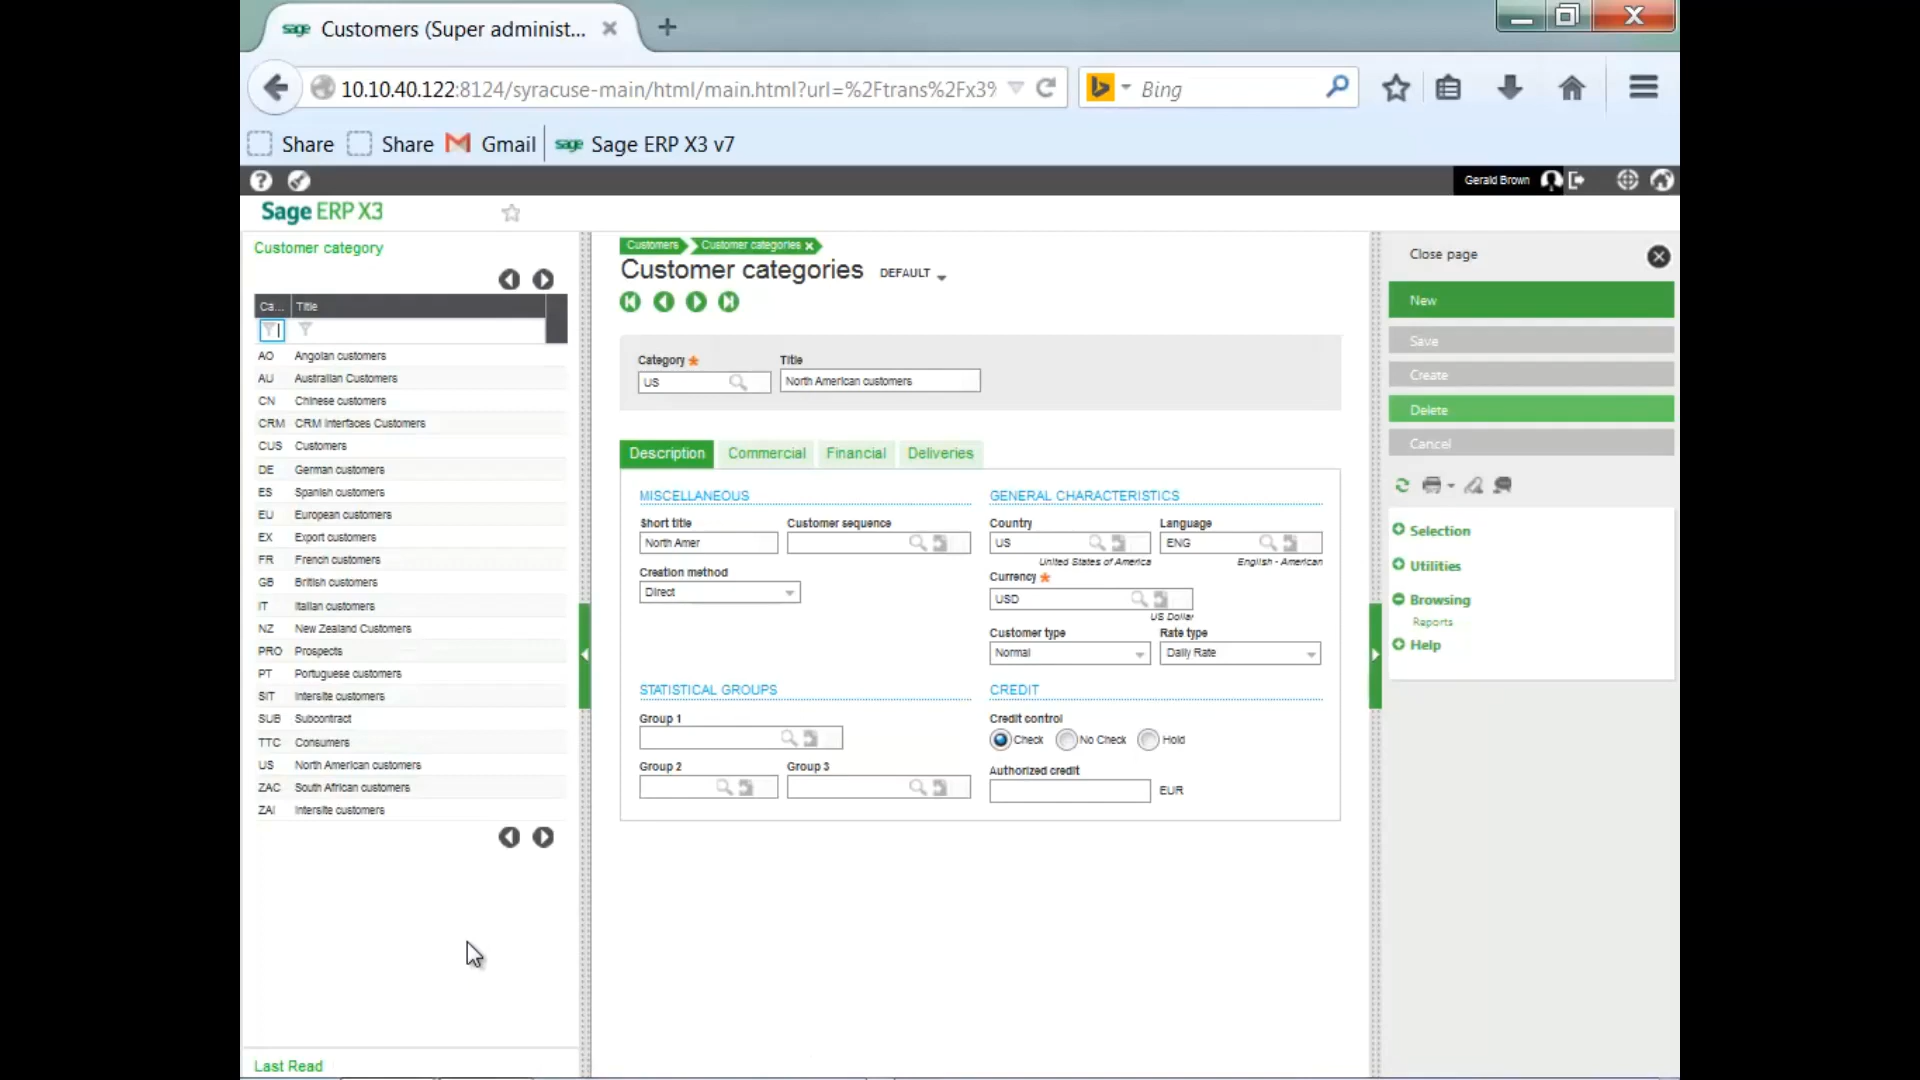 sage Customers (Super administ...
10.10.40.122:8124/syracuse-main/html/main.html?url=%2Ftrans%2Fx39
Bing
Share Share Gmail sage Sage ERP X3 v7
Gerald Brown
Sage ERP X3
Customer category
Ca... Title
AO Angolan customers
AU Australian Customers
CN Chinese customers
CRM CRM Interfaces Customers
CUS Customers
DE German customers
ES Spanish customers
EU European customers
EX Export customers
FR French customers
GB British customers
IT Italian customers
NZ New Zealand Customers
PRO Prospects
PT Portuguese customers
SIT Intersite customers
SUB Subcontract
TTC Consumers
US North American customers
ZAC South African customers
ZAI Intersite customers
Last Read
Customers Customer categories
Customer categories DEFAULT
Category Title
US North American customers
Description Commercial Financial Deliveries
MISCELLANEOUS
Short title Customer sequence
North Amer
Creation method
Direct
GENERAL CHARACTERISTICS
Country Language
US ENG
United States of America English - American
Currency
USD
US Dollar
Customer type Rate type
Normal Daily Rate
STATISTICAL GROUPS
Group 1
Group 2 Group 3
CREDIT
Credit control
Check No Check Hold
Authorized credit
EUR
Close page
New
Save
Create
Delete
Cancel
Selection
Utilities
Browsing
Reports
Help